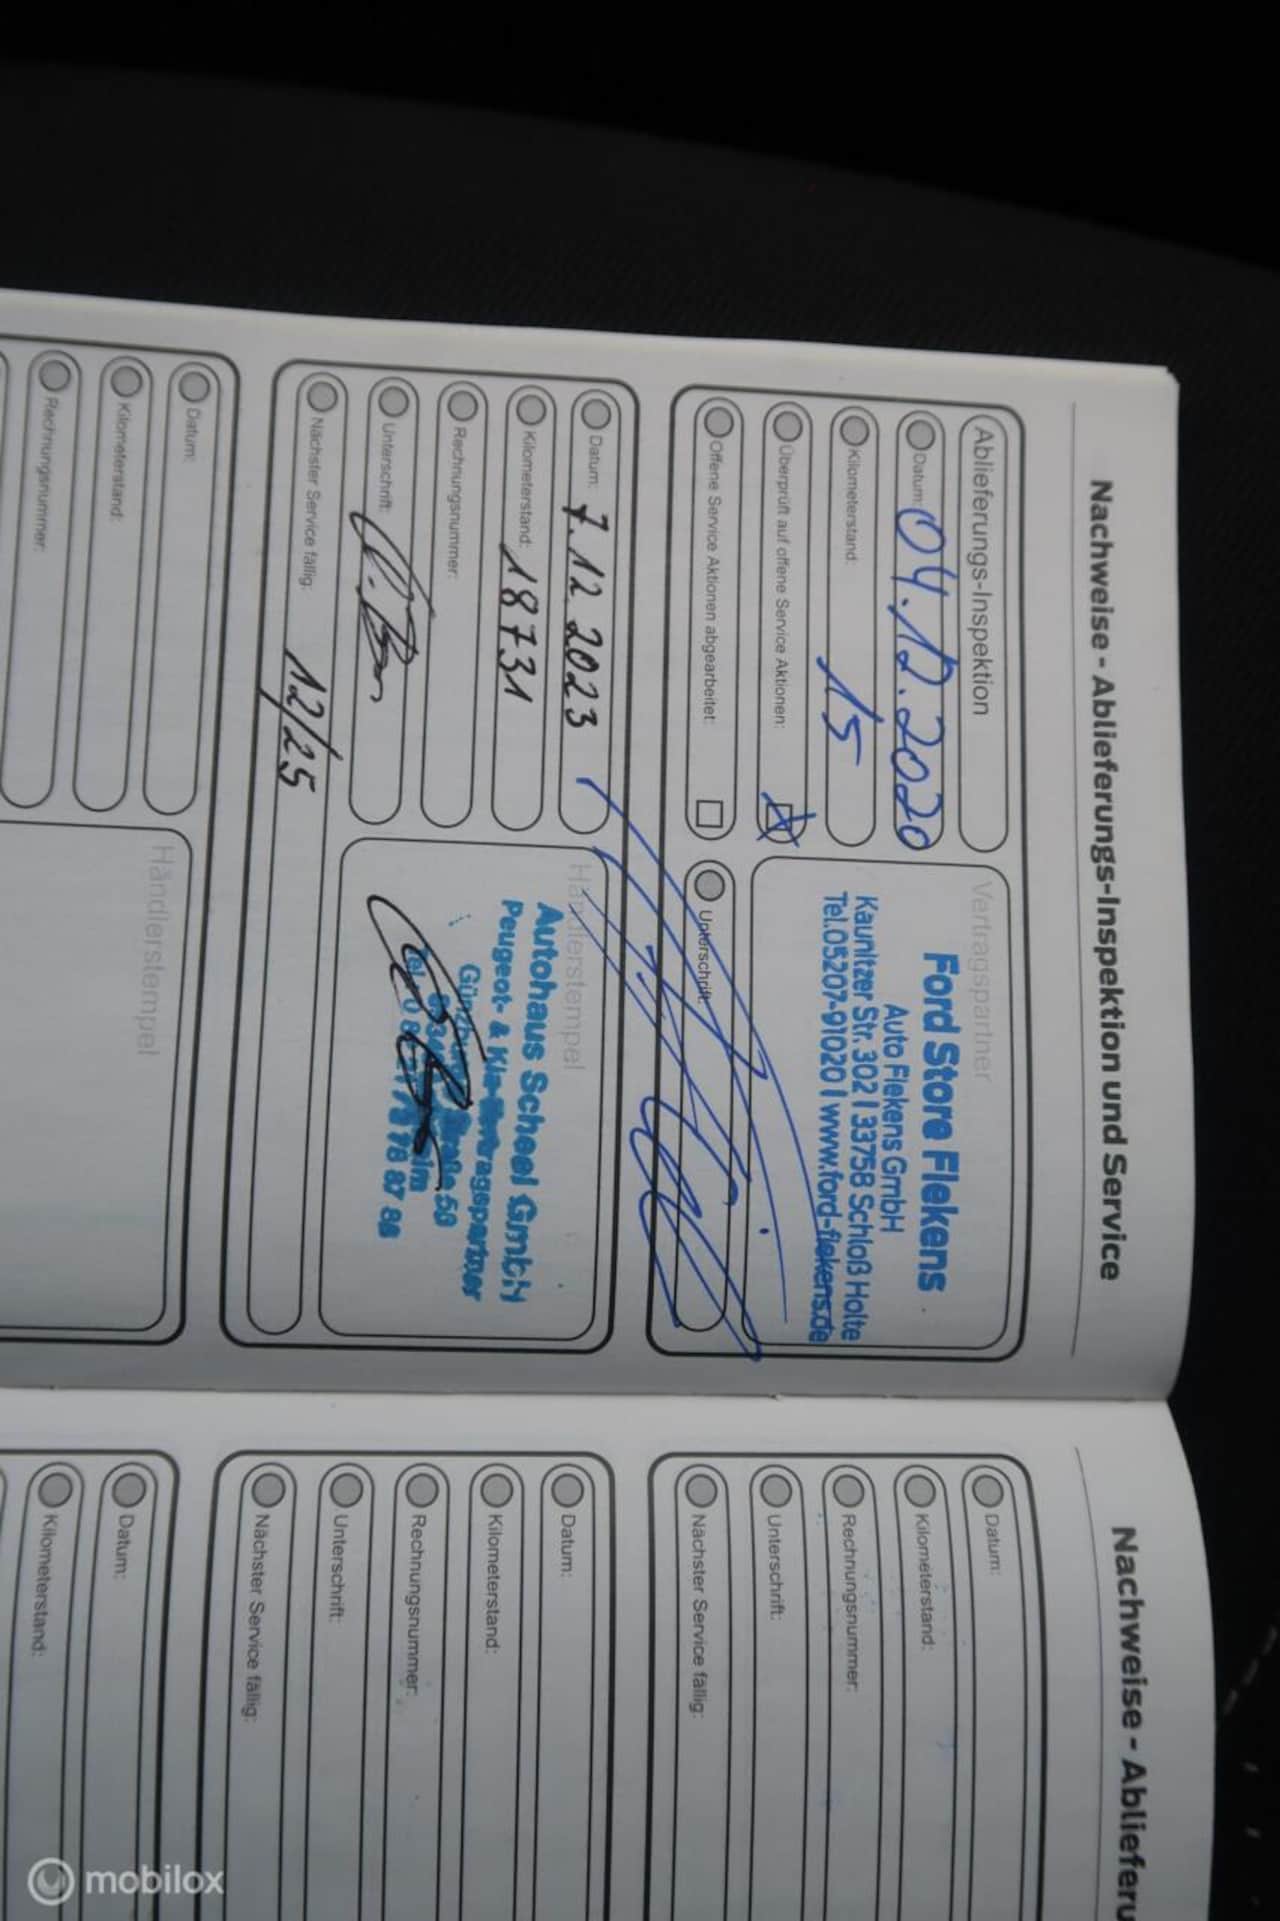 Nachweise - Ablieferungs-Inspektion und Service
Ablieferungs-Inspektion
Datum: 04.12.2020
Kilometerstand: 15
Überprüft auf offene Service Aktionen:
Offene Service Aktionen abgearbeitet:
Vertragspartner
Ford Store Flekens
Auto Flekens GmbH
Kaunitzer Str. 302 | 33758 Schloß Holte
Tel.05207-91020 | www.ford-flekens.de
Unterschrift:
Datum: 7.12.2023
Kilometerstand: 18731
Rechnungsnummer:
Unterschrift:
Nächster Service fällig: 12/25
Händlerstempel
Autohaus Scheel GmbH
Peugeot- & Kia-Vertragspartner
Datum:
Kilometerstand:
Rechnungsnummer:
Händlerstempel
Nachweise - Ablieferu
Datum:
Kilometerstand:
Rechnungsnummer:
Unterschrift:
Nächster Service fällig:
Datum:
Kilometerstand:
Rechnungsnummer:
Unterschrift:
Nächster Service fällig:
Datum:
Kilometerstand:
mobilox